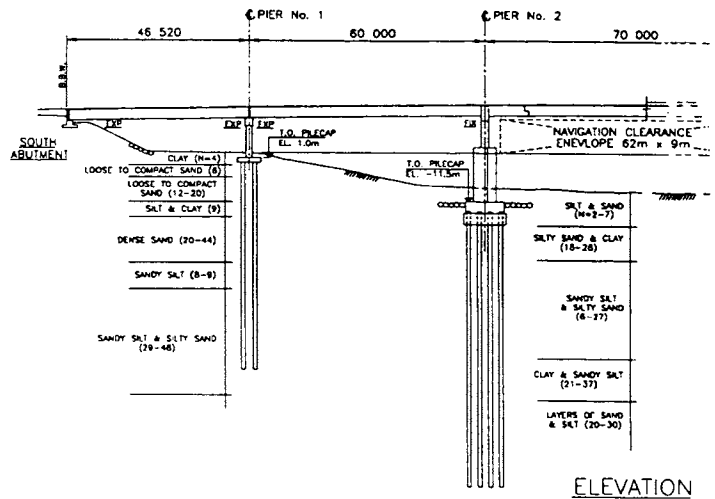 ℄ PIER No. 1
℄ PIER No. 2
46 520
60 000
70 000
B.B.W.
EXP
EXP
EXP
FIX
SOUTH
ABUTMENT
T.O. PILECAP
EL. 1.0m
T.O. PILECAP
EL. -11.5m
NAVIGATION CLEARANCE
ENEVLOPE 62m x 9m
CLAY (N=4)
LOOSE TO COMPACT SAND (6)
LOOSE TO COMPACT
SAND (12-20)
SILT & CLAY (9)
DENSE SAND (20-44)
SANDY SILT (8-9)
SANDY SILT & SILTY SAND
(29-48)
SILT & SAND
(N=2-7)
SILTY SAND & CLAY
(18-26)
SANDY SILT
& SILTY SAND
(6-27)
CLAY & SANDY SILT
(21-37)
LAYERS OF SAND
& SILT (20-30)
ELEVATION